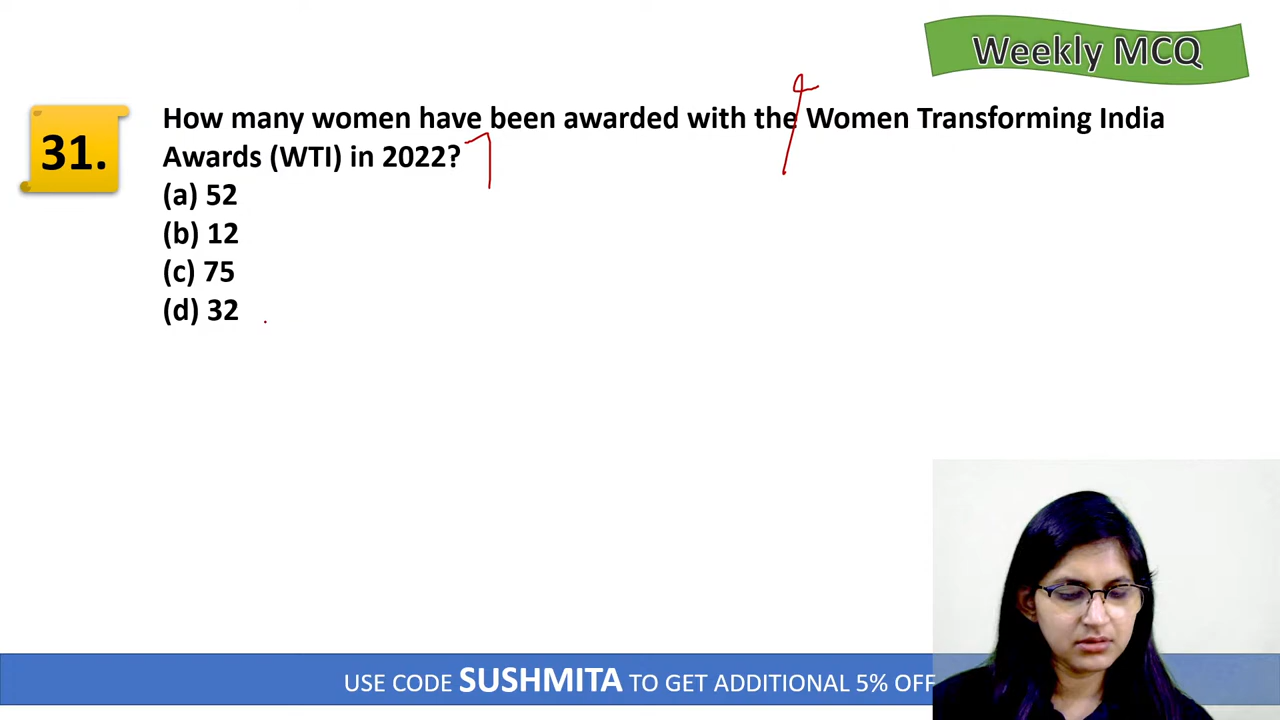 Weekly MCQ
31.
How many women have been awarded with the Women Transforming India
Awards (WTI) in 2022?
(a) 52
(b) 12
(c) 75
(d) 32
USE CODE SUSHMITA TO GET ADDITIONAL 5% OFF